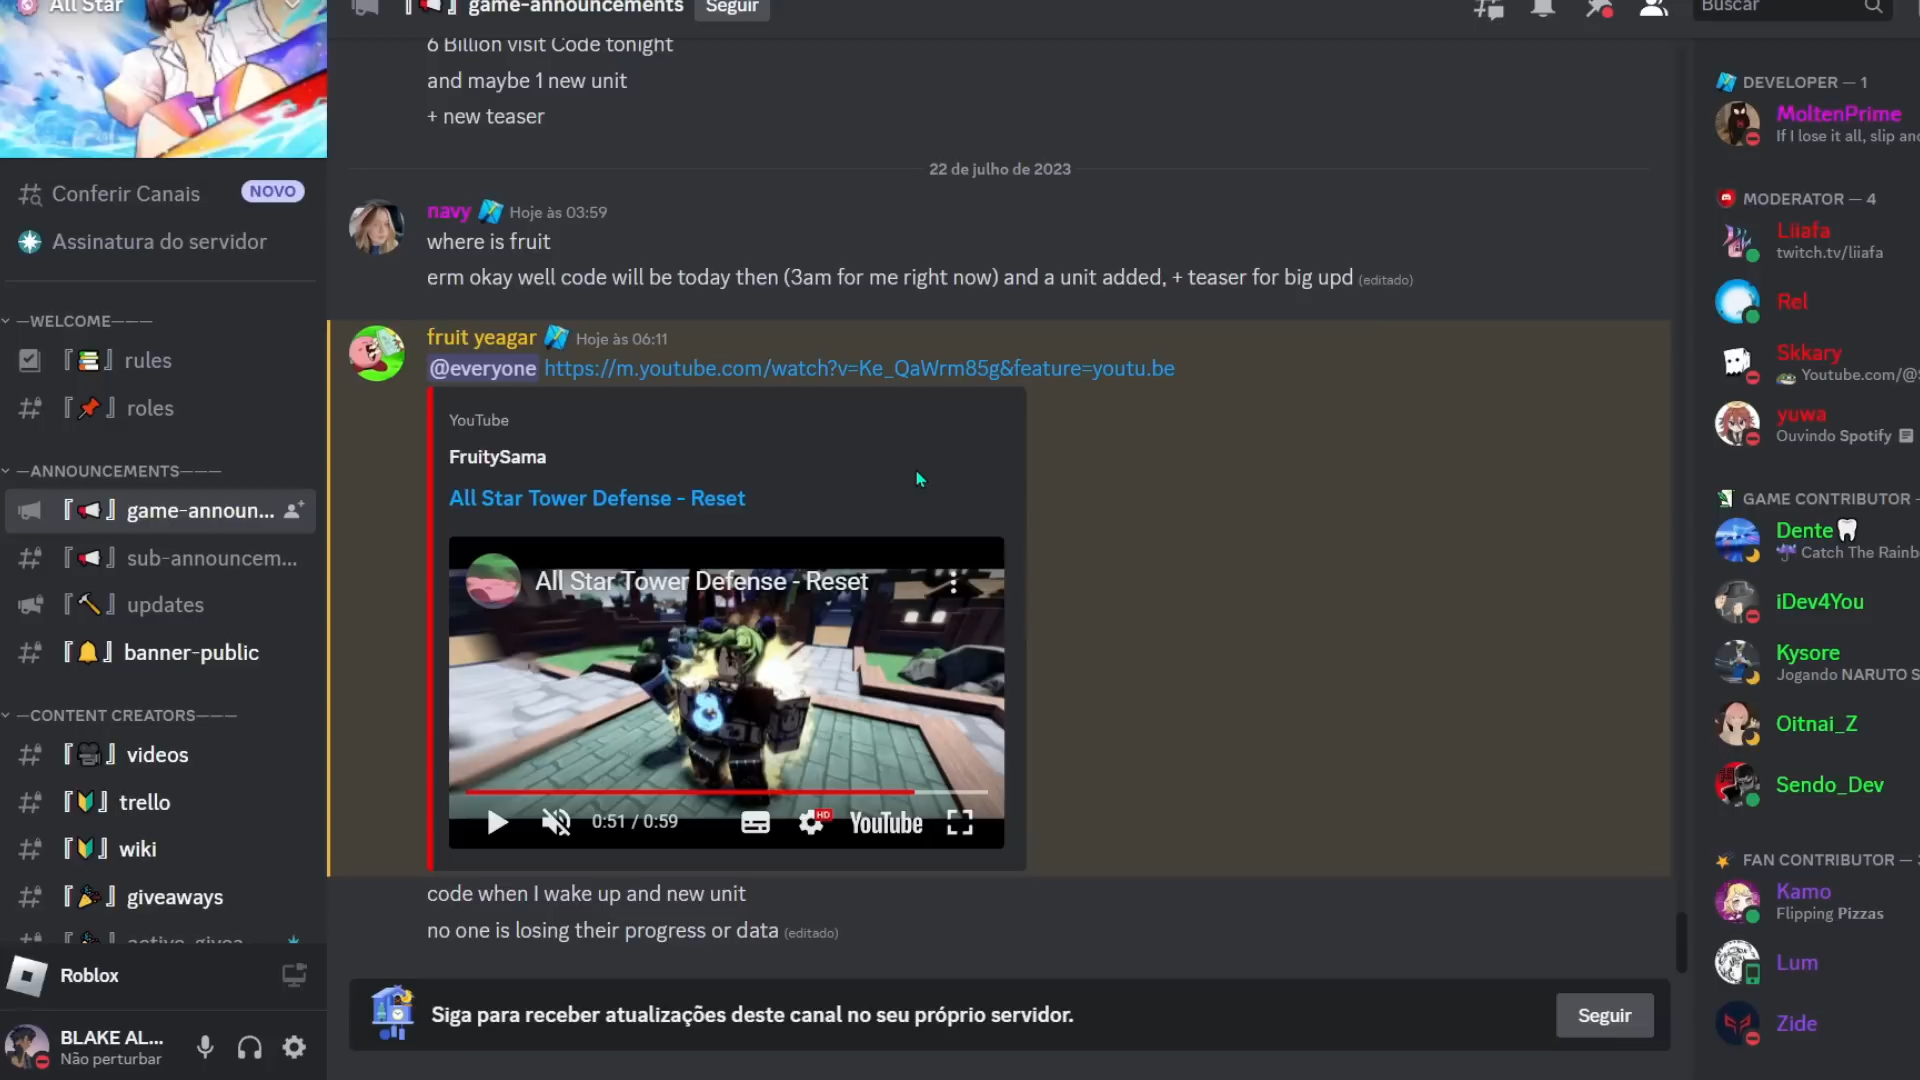 All Star
Conferir Canais
NOVO
Assinatura do servidor
—WELCOME———
『📚』 rules
『📌』 roles
—ANNOUNCEMENTS———
『📢』 game-announ...
『📢』 sub-announcem...
『🔨』 updates
『🔔』 banner-public
—CONTENT CREATORS———
『🎥』 videos
『🔰』 trello
『🔰』 wiki
『🎉』 giveaways
Roblox
BLAKE AL...
Não perturbar
『📢』 game-announcements
Seguir
Buscar
6 Billion visit Code tonight
and maybe 1 new unit
+ new teaser
22 de julho de 2023
navy Hoje às 03:59
where is fruit
erm okay well code will be today then (3am for me right now) and a unit added, + teaser for big upd (editado)
fruit yeagar Hoje às 06:11
@everyone https://m.youtube.com/watch?v=Ke_QaWrm85g&feature=youtu.be
YouTube
FruitySama
All Star Tower Defense - Reset
All Star Tower Defense - Reset
8
0:51 / 0:59
HD
YouTube
code when I wake up and new unit
no one is losing their progress or data (editado)
Siga para receber atualizações deste canal no seu próprio servidor.
Seguir
DEVELOPER — 1
MoltenPrime
If I lose it all, slip
MODERATOR — 4
Liiafa
twitch.tv/liiafa
Rel
Skkary
Youtube.com/@
yuwa
Ouvindo Spotify
GAME CONTRIBUTOR —
Dente🦷
Catch The
iDev4You
Kysore
Jogando NARUTO
Oitnai_Z
Sendo_Dev
FAN CONTRIBUTOR —
Kamo
Flipping Pizzas
Lum
Zide